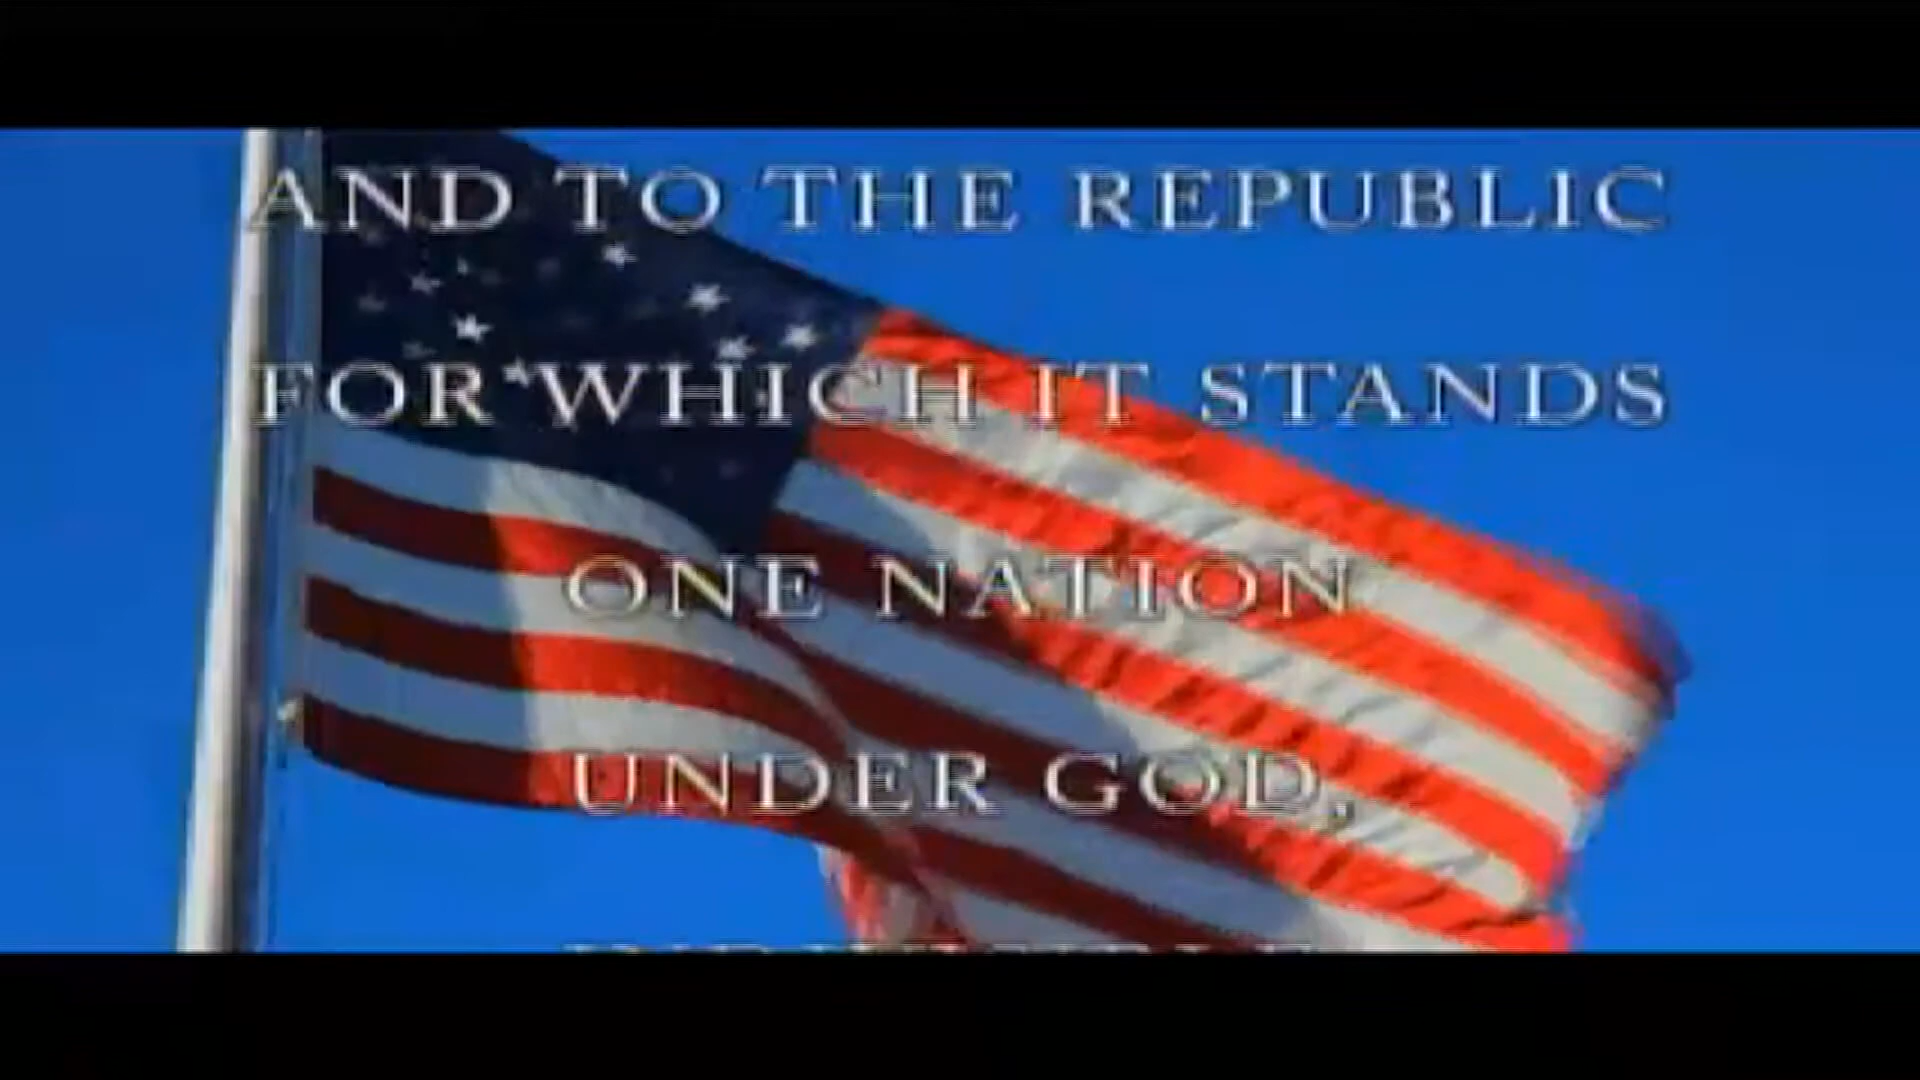 AND TO THE REPUBLIC
FOR WHICH IT STANDS
ONE NATION
UNDER GOD,